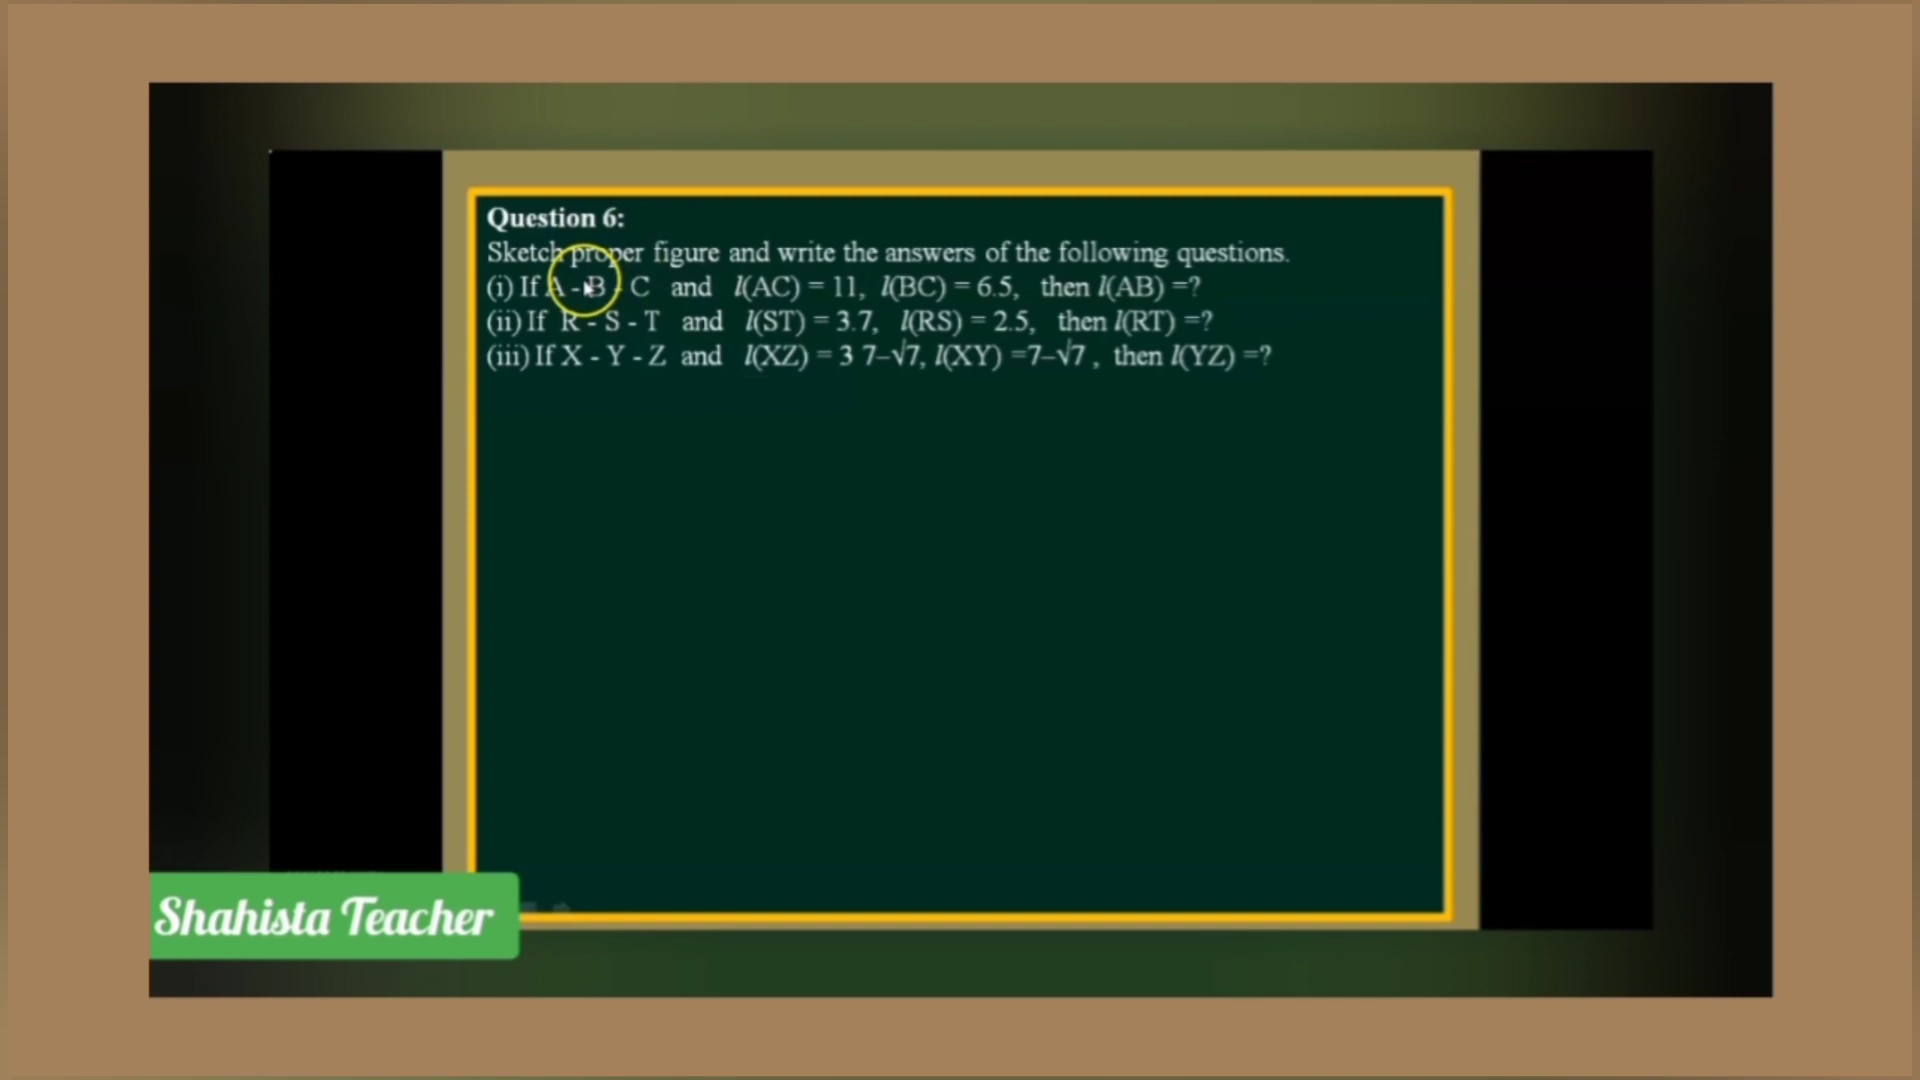 Question 6:
Sketch proper figure and write the answers of the following questions.
(i) If A - B - C and l(AC) = 11, l(BC) = 6.5, then l(AB) =?
(ii) If R - S - T and l(ST) = 3.7, l(RS) = 2.5, then l(RT) =?
(iii) If X - Y - Z and l(XZ) = 3 7–√7, l(XY) =7–√7 , then l(YZ) =?
Shahista Teacher